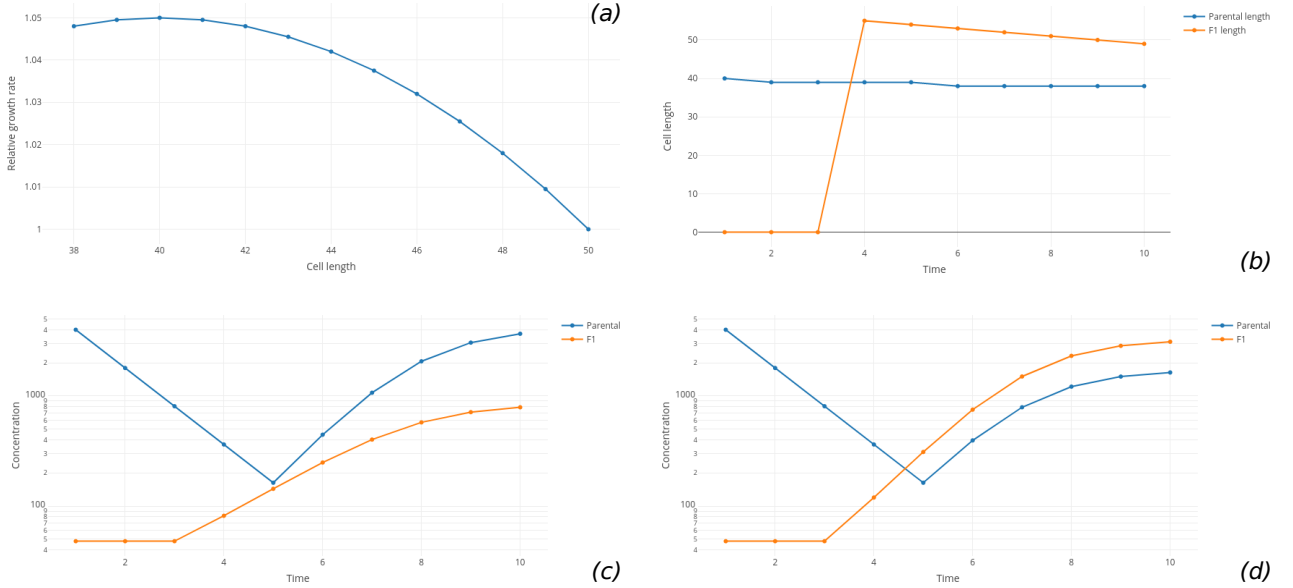 (a)
1.05
1.04
1.03
1.02
1.01
1
Relative growth rate
38 40 42 44 46 48 50
Cell length
Parental length
F1 length
50
40
30
20
10
0
Cell length
2 4 6 8 10
Time
(b)
5
4
3
2
1000
9
8
7
6
5
4
3
2
100
9
8
7
6
5
4
Concentration
2 4 6 8 10
Time
Parental
F1
(c)
5
4
3
2
1000
9
8
7
6
5
4
3
2
100
9
8
7
6
5
4
Concentration
2 4 6 8 10
Time
Parental
F1
(d)